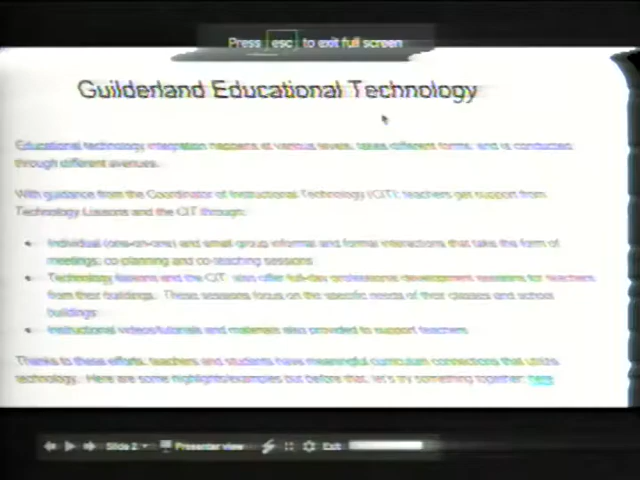 Press esc to exit full screen
Guilderland Educational Technology
Educational technology integration happens at various levels, takes different forms, and is conducted
through different avenues.
With guidance from the Coordinator of Instructional Technology (CIT), teachers get support from
Technology Liaisons and the CIT through:
Individual (one-on-one) and small group informal and formal interactions that take the form of
meetings, co-planning and co-teaching sessions
Technology liaisons and the CIT also offer full-day professional development sessions for teachers
from their buildings. These sessions focus on the specific needs of their classes and school
buildings
Instructional videos/tutorials and materials also provided to support teachers
Thanks to these efforts, teachers and students have meaningful curriculum connections that utilize
technology. Here are some highlights/examples but before that, let's try something together: here
Slide 2 Presenter view Exit